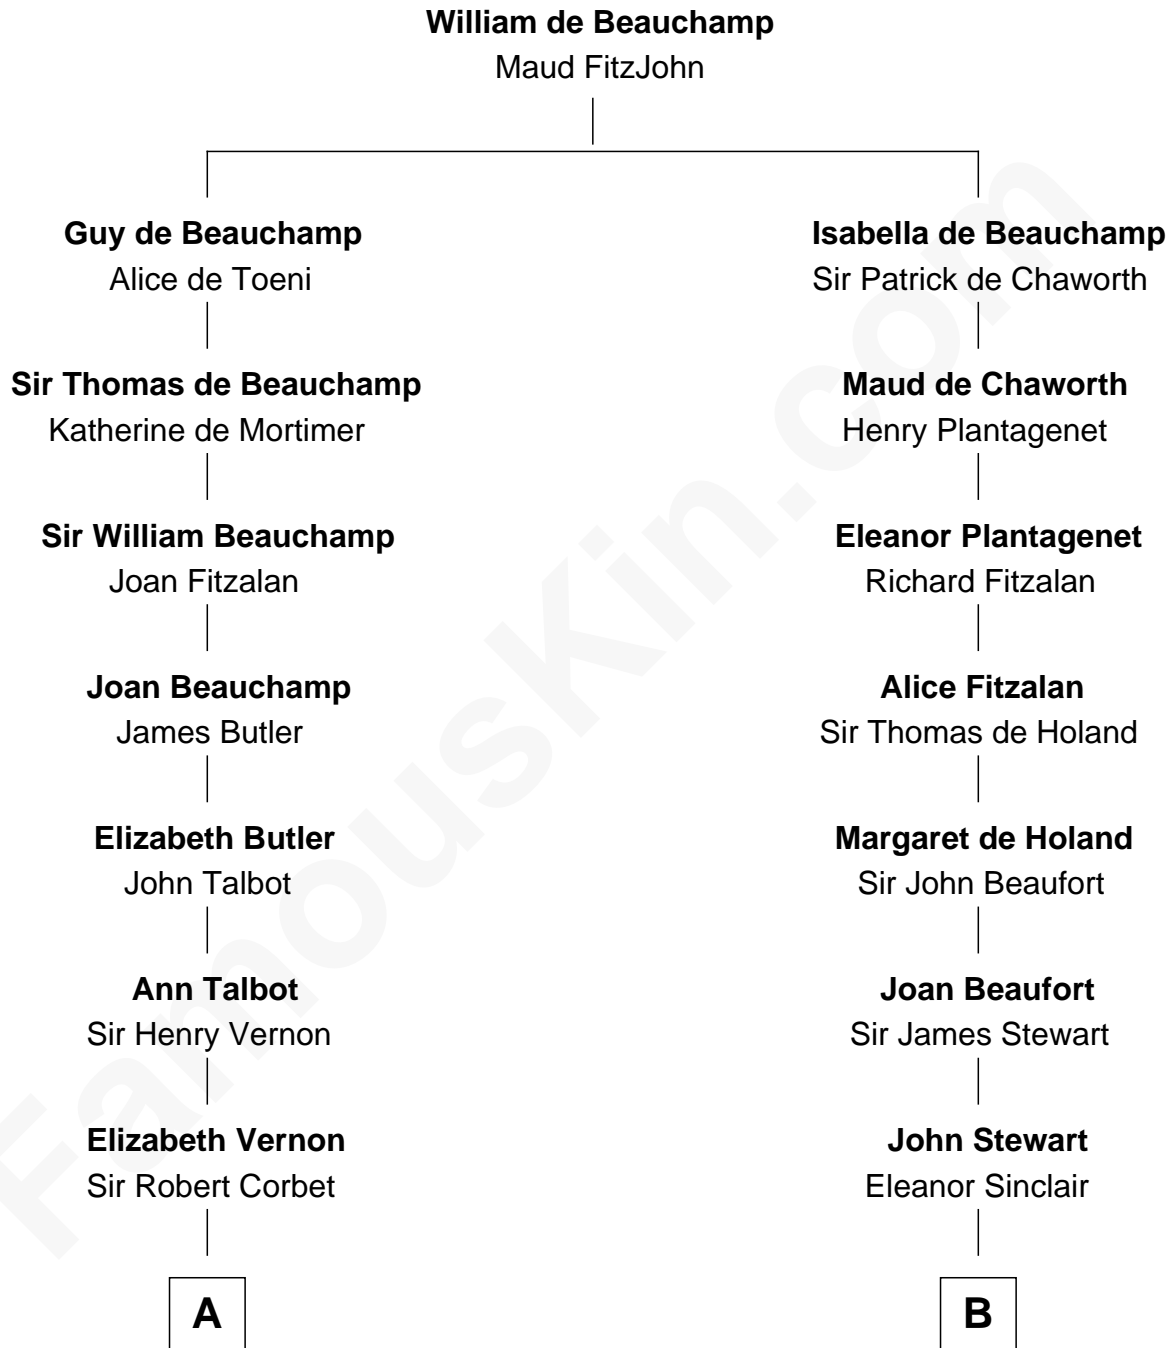 William de Beauchamp
Maud FitzJohn
Guy de Beauchamp
Alice de Toeni
Isabella de Beauchamp
Sir Patrick de Chaworth
Sir Thomas de Beauchamp
Katherine de Mortimer
Maud de Chaworth
Henry Plantagenet
Sir William Beauchamp
Joan Fitzalan
Eleanor Plantagenet
Richard Fitzalan
Joan Beauchamp
James Butler
Alice Fitzalan
Sir Thomas de Holand
Elizabeth Butler
John Talbot
Margaret de Holand
Sir John Beaufort
Ann Talbot
Sir Henry Vernon
Joan Beaufort
Sir James Stewart
Elizabeth Vernon
Sir Robert Corbet
John Stewart
Eleanor Sinclair
A
B
FamousKin.com